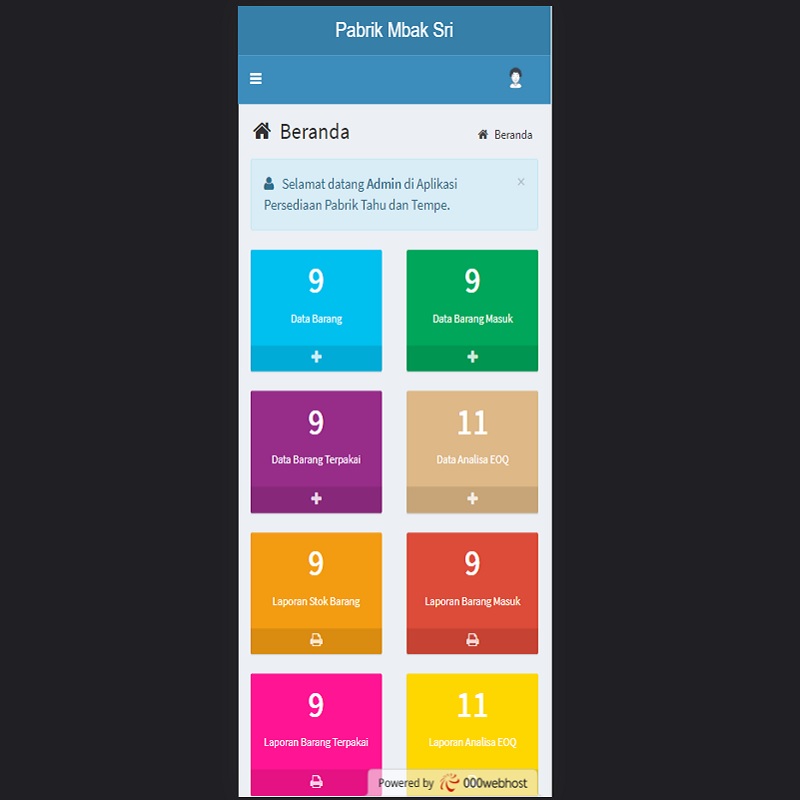 Pabrik Mbak Sri
Beranda
Beranda
Selamat datang Admin di Aplikasi
Persediaan Pabrik Tahu dan Tempe.
×
9
Data Barang
9
Data Barang Masuk
9
Data Barang Terpakai
11
Data Analisa EOQ
9
Laporan Stok Barang
9
Laporan Barang Masuk
9
Laporan Barang Terpakai
11
Laporan Analisa EOQ
Powered by 000webhost